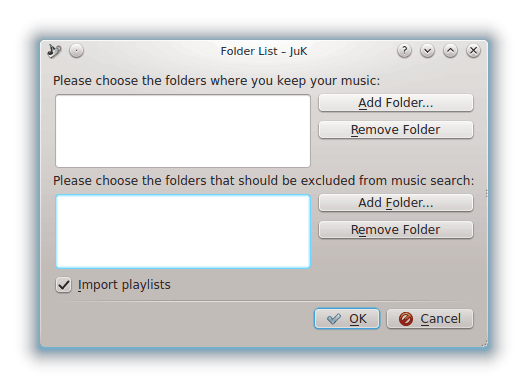 Folder List – JuK
Please choose the folders where you keep your music:
Add Folder...
Remove Folder
Please choose the folders that should be excluded from music search:
Add Folder...
Remove Folder
Import playlists
OK
Cancel